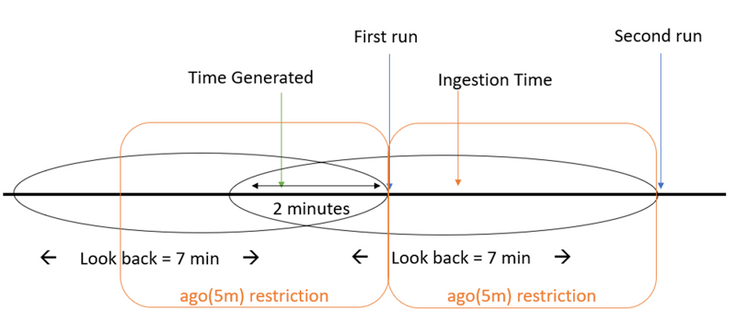 First run
Second run
Time Generated
Ingestion Time
2 minutes
Look back = 7 min
Look back = 7 min
ago(5m) restriction
ago(5m) restriction